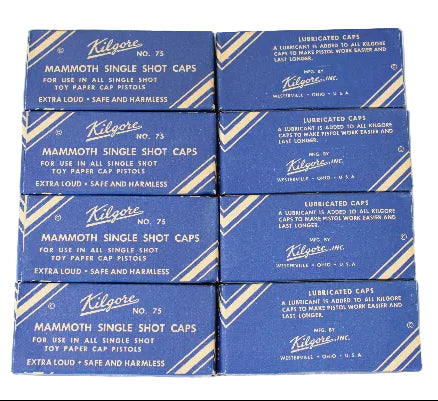 © Kilgore NO. 75
MAMMOTH SINGLE SHOT CAPS
FOR USE IN ALL SINGLE SHOT
TOY PAPER CAP PISTOLS
EXTRA LOUD • SAFE AND HARMLESS
LUBRICATED CAPS
A LUBRICANT IS ADDED TO ALL KILGORE
CAPS TO MAKE PISTOL WORK EASIER AND
LAST LONGER.
MFG. BY ©
Kilgore, INC.
WESTERVILLE • OHIO • U. S. A.
© Kilgore NO. 75
MAMMOTH SINGLE SHOT CAPS
FOR USE IN ALL SINGLE SHOT
TOY PAPER CAP PISTOLS
EXTRA LOUD • SAFE AND HARMLESS
LUBRICATED CAPS
A LUBRICANT IS ADDED TO ALL KILGORE
CAPS TO MAKE PISTOL WORK EASIER AND
LAST LONGER.
MFG. BY ©
Kilgore, INC.
WESTERVILLE • OHIO • U. S. A.
© Kilgore NO. 75
MAMMOTH SINGLE SHOT CAPS
FOR USE IN ALL SINGLE SHOT
TOY PAPER CAP PISTOLS
EXTRA LOUD • SAFE AND HARMLESS
LUBRICATED CAPS
A LUBRICANT IS ADDED TO ALL KILGORE
CAPS TO MAKE PISTOL WORK EASIER AND
LAST LONGER.
MFG. BY ©
Kilgore, INC.
WESTERVILLE • OHIO • U. S. A.
© Kilgore NO. 75
MAMMOTH SINGLE SHOT CAPS
FOR USE IN ALL SINGLE SHOT
TOY PAPER CAP PISTOLS
EXTRA LOUD • SAFE AND HARMLESS
LUBRICATED CAPS
A LUBRICANT IS ADDED TO ALL KILGORE
CAPS TO MAKE PISTOL WORK EASIER AND
LAST LONGER.
MFG. BY ©
Kilgore, INC.
WESTERVILLE • OHIO • U. S. A.